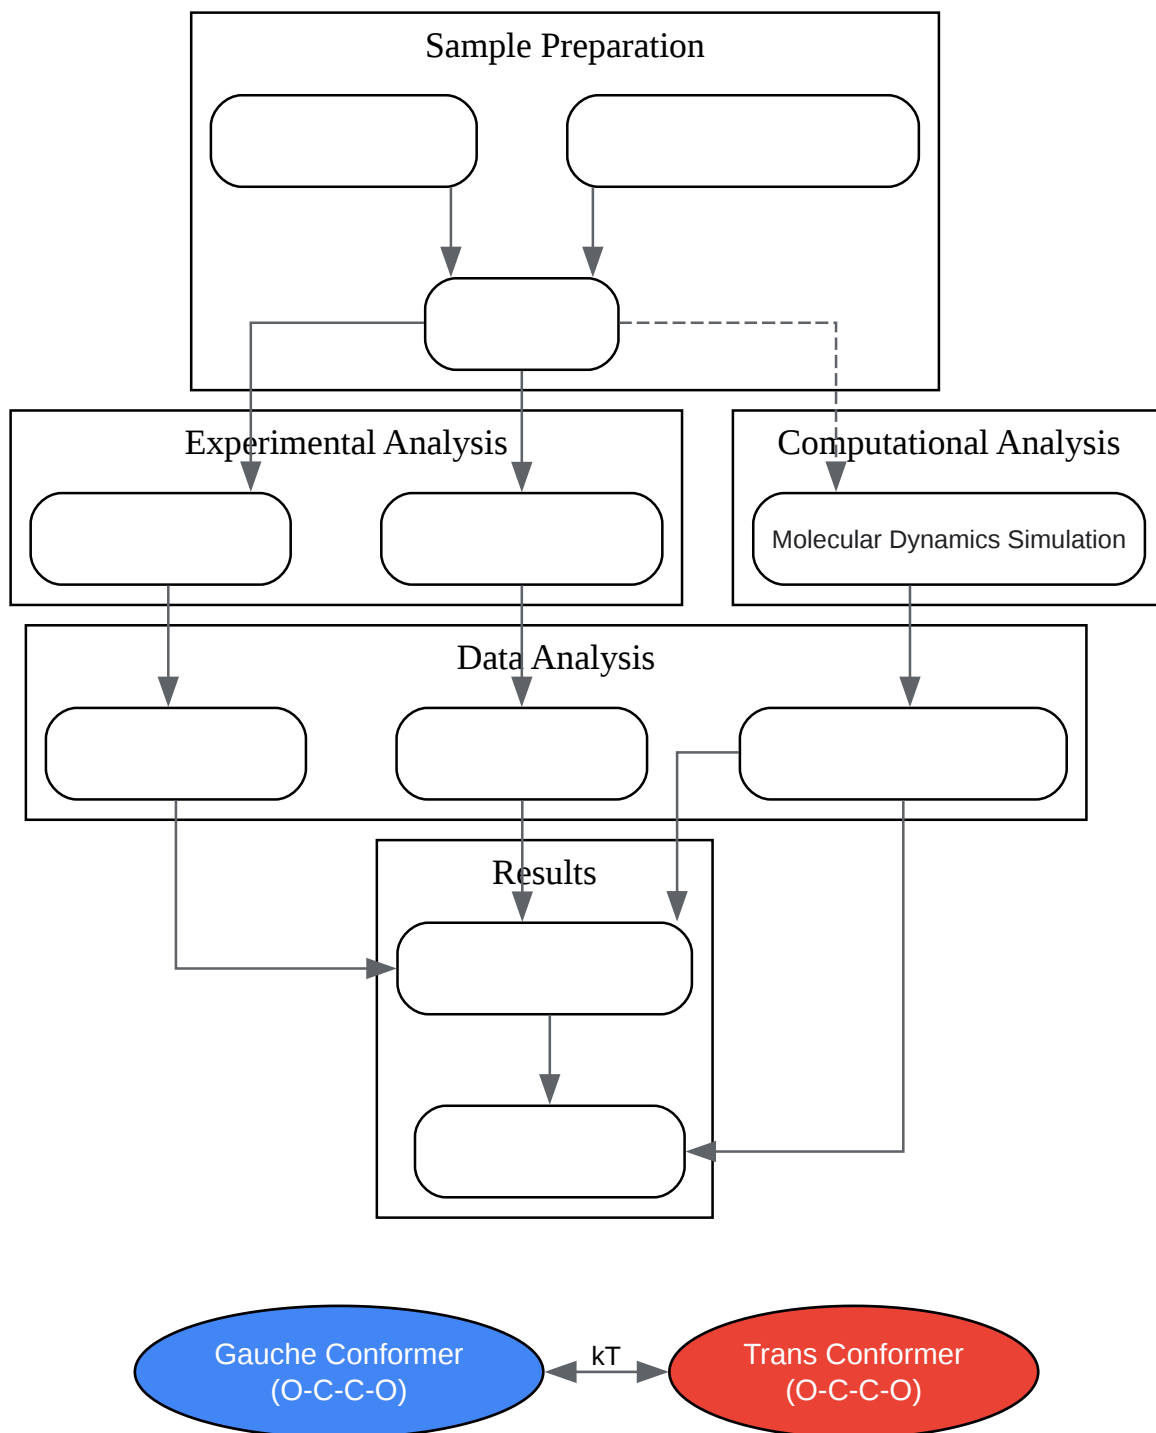 Sample Preparation
Experimental Analysis
Computational Analysis
Molecular Dynamics Simulation
Data Analysis
Results
Gauche Conformer
(O-C-C-O)
kT
Trans Conformer
(O-C-C-O)